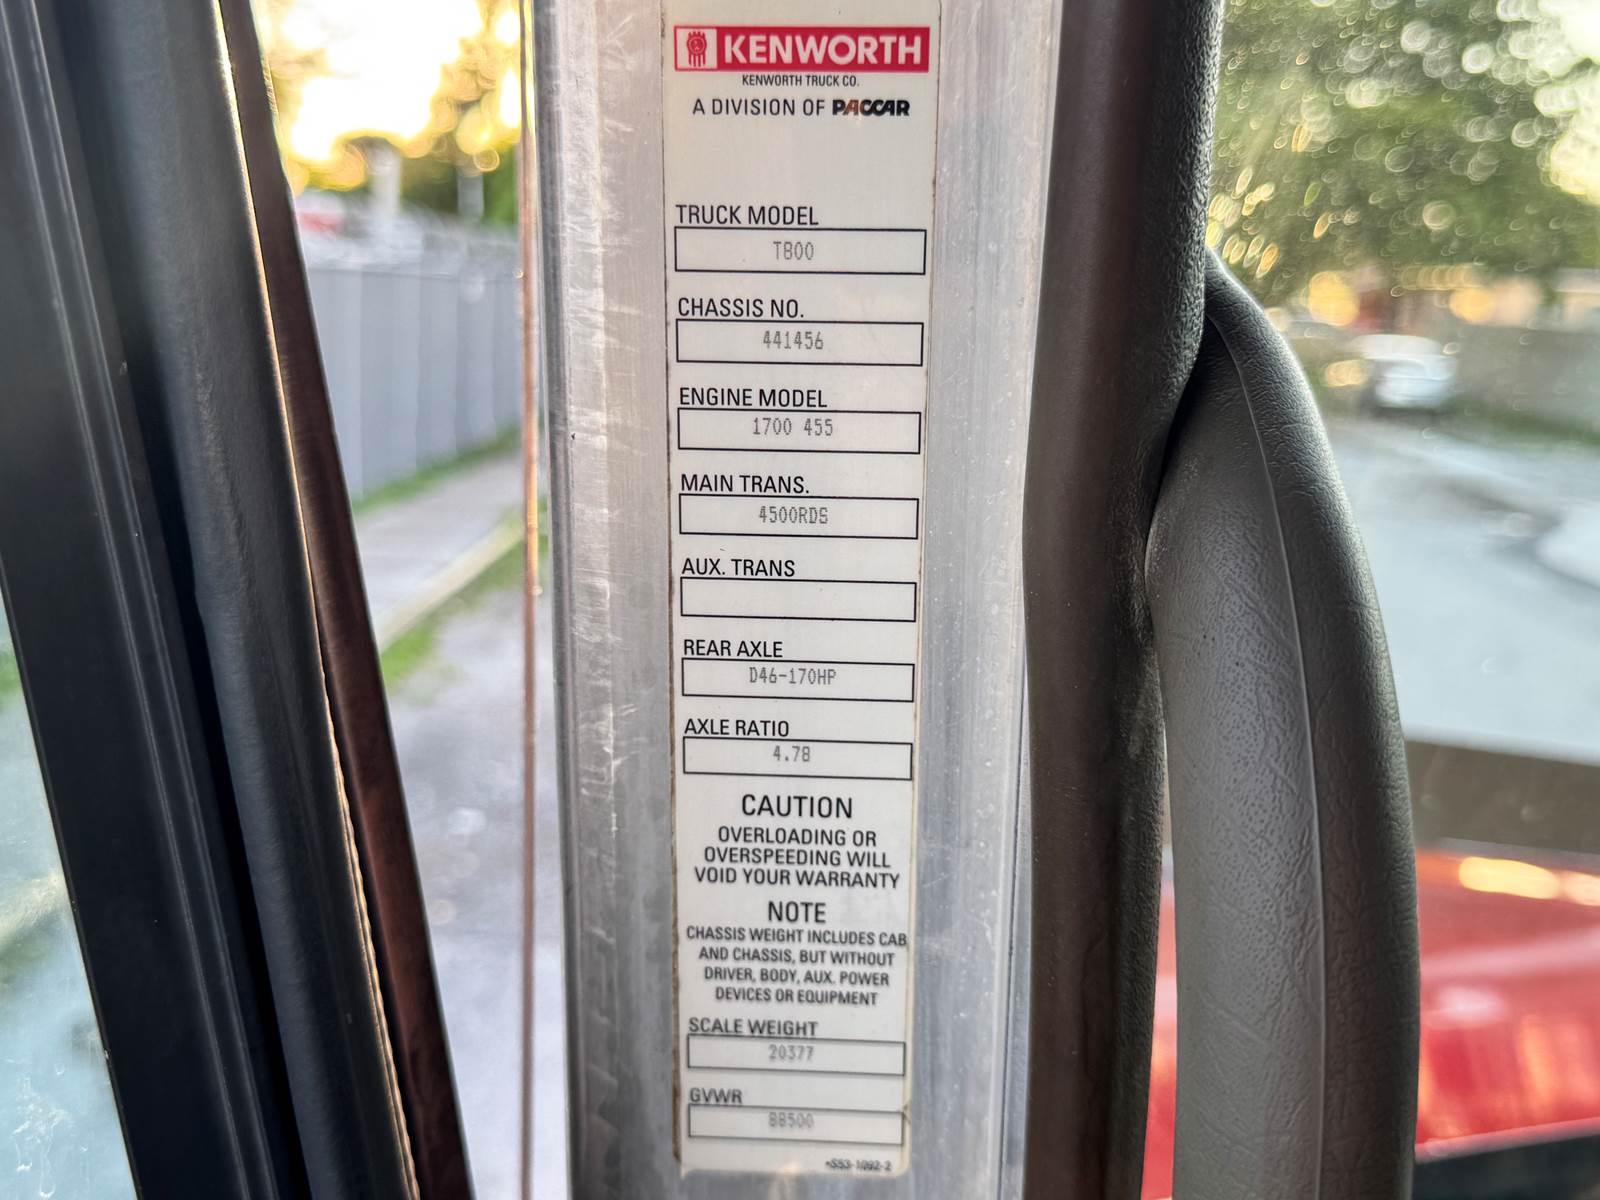 KENWORTH
KENWORTH TRUCK CO.
A DIVISION OF PACCAR
TRUCK MODEL
T800
CHASSIS NO.
441456
ENGINE MODEL
1700 455
MAIN TRANS.
4500RDS
AUX. TRANS
REAR AXLE
D46-170HP
AXLE RATIO
4.78
CAUTION
OVERLOADING OR
OVERSPEEDING WILL
VOID YOUR WARRANTY
NOTE
CHASSIS WEIGHT INCLUDES CAB
AND CHASSIS, BUT WITHOUT
DRIVER, BODY, AUX. POWER
DEVICES OR EQUIPMENT
SCALE WEIGHT
20377
GVWR
88500
S53-1092-2